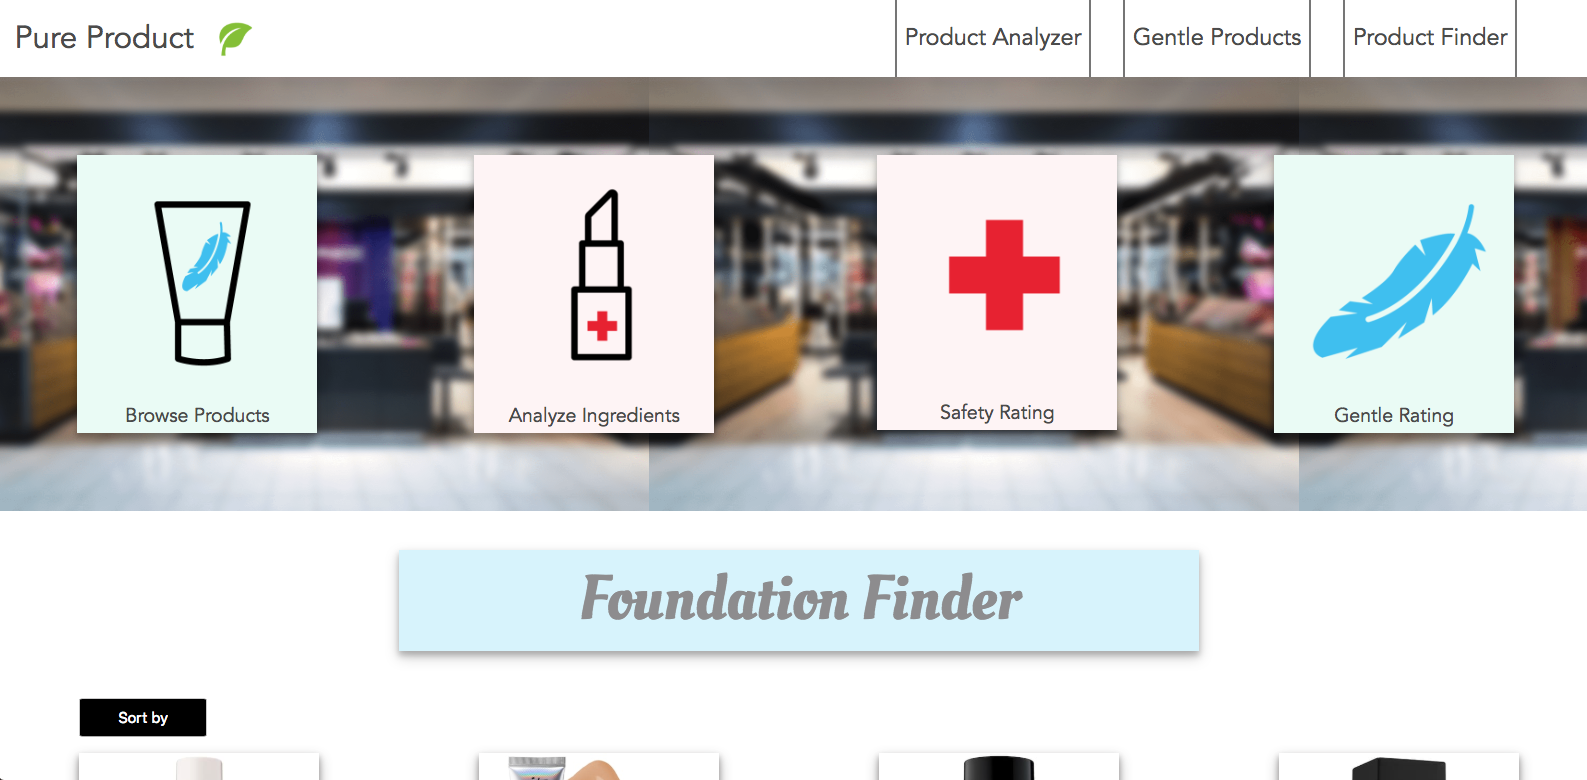 Pure Product
Product Analyzer
Gentle Products
Product Finder
Browse Products
Analyze Ingredients
Safety Rating
Gentle Rating
Foundation Finder
Sort by